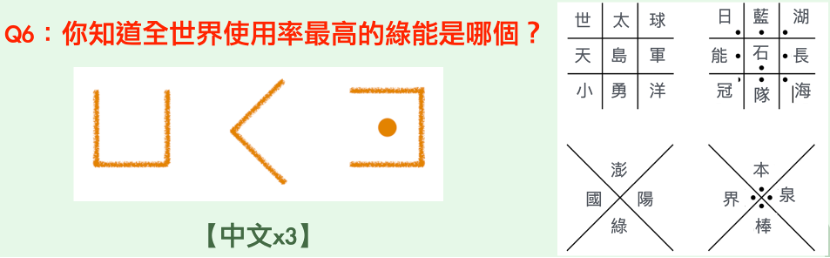 Q6：你知道全世界使用率最高的綠能是哪個？
【中文x3】
世 太 球
天 島 軍
小 勇 洋
日 藍 湖
能 石 長
冠 隊 海
澎
國 陽
綠
本
界 泉
棒